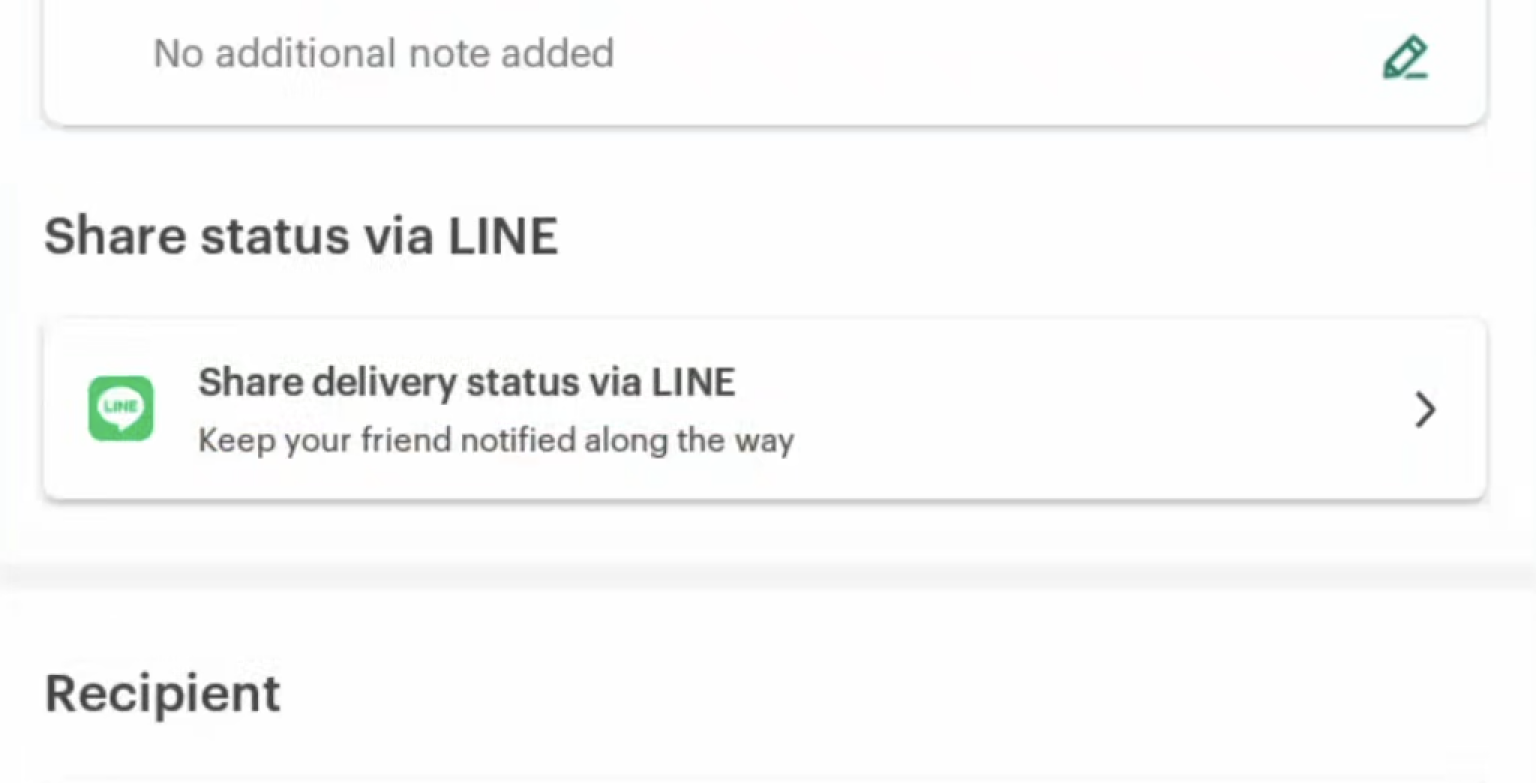 No additional note added
Share status via LINE
LINE
Share delivery status via LINE
Keep your friend notified along the way
Recipient